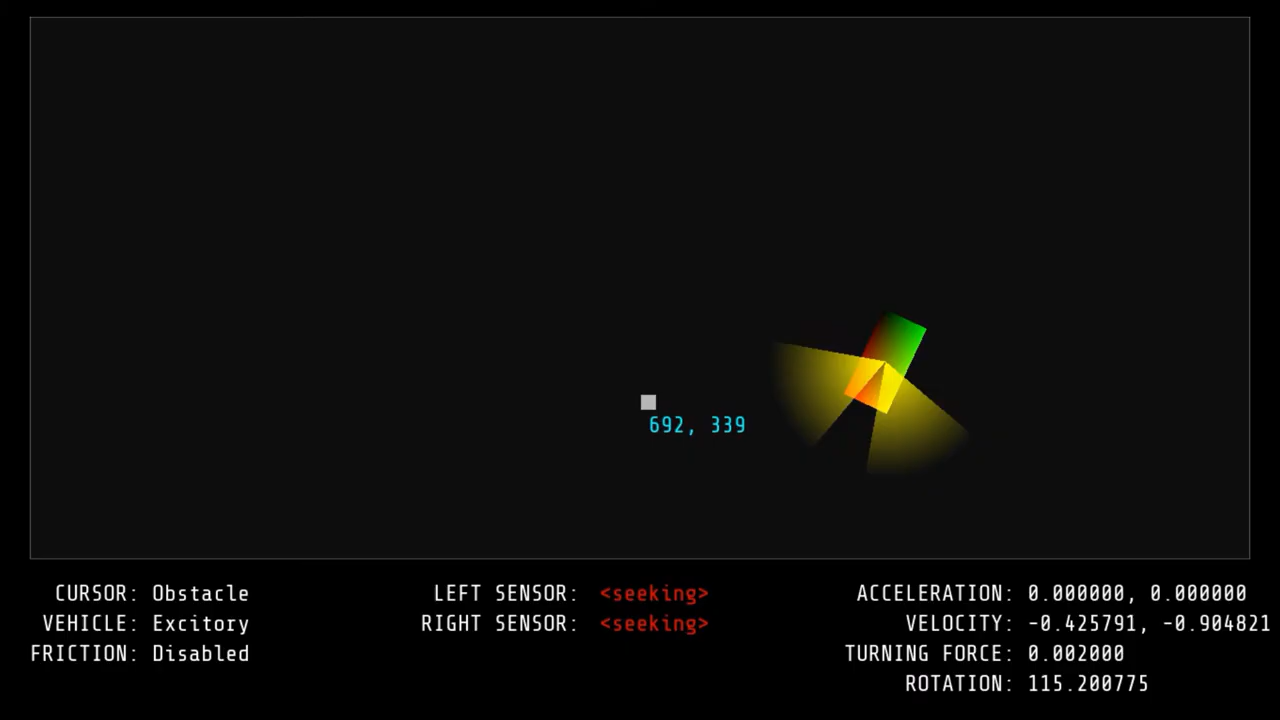 692, 339
CURSOR: Obstacle
VEHICLE: Excitory
FRICTION: Disabled
LEFT SENSOR: <seeking>
RIGHT SENSOR: <seeking>
ACCELERATION: 0.000000, 0.000000
VELOCITY: -0.425791, -0.904821
TURNING FORCE: 0.002000
ROTATION: 115.200775